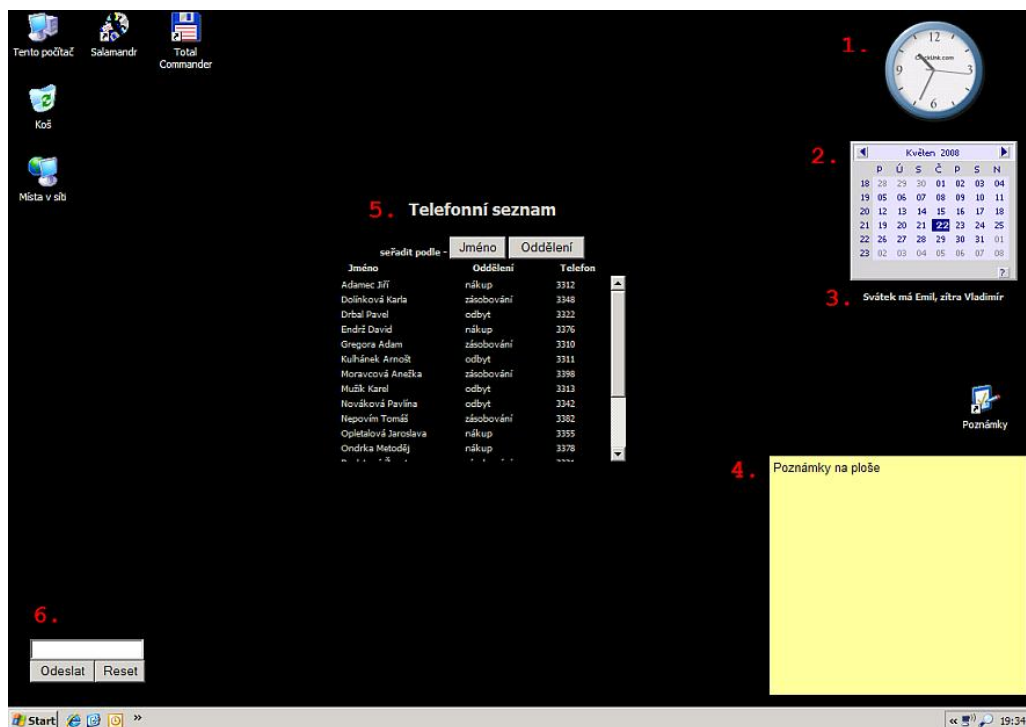 Tento počítač
Salamandr
Total
Commander
Koš
Místa v síti
1.
12
ClockLink.com
9
3
6
2.
Květen 2008
P Ú S Č P S N
18 28 29 30 01 02 03 04
19 05 06 07 08 09 10 11
20 12 13 14 15 16 17 18
21 19 20 21 22 23 24 25
22 26 27 28 29 30 31 01
23 02 03 04 05 06 07 08
?
3. Svátek má Emil, zítra Vladimír
5. Telefonní seznam
seřadit podle - Jméno Oddělení
Jméno Oddělení Telefon
Adamec Jiří nákup 3312
Dolínková Karla zásobování 3348
Drbal Pavel odbyt 3322
Endrž David nákup 3376
Gregora Adam zásobování 3310
Kulhánek Arnošt odbyt 3311
Moravcová Anežka zásobování 3398
Mužík Karel odbyt 3313
Nováková Pavlína odbyt 3342
Nepovím Tomáš zásobování 3382
Opletalová Jaroslava nákup 3355
Ondrka Metoděj nákup 3378
Poznámky
4. Poznámky na ploše
6.
Odeslat Reset
Start » « 19:34